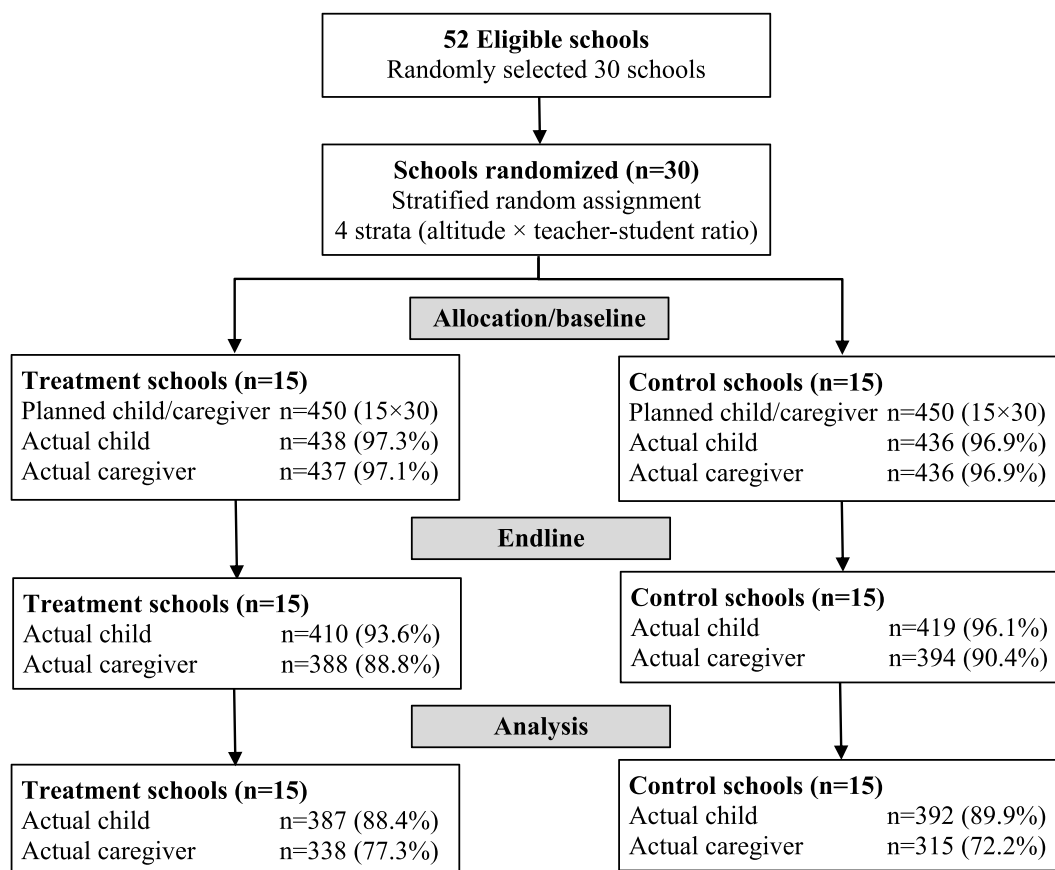 52 Eligible schools
Randomly selected 30 schools
Schools randomized (n=30)
Stratified random assignment
4 strata (altitude × teacher-student ratio)
Allocation/baseline
Treatment schools (n=15)
Planned child/caregiver n=450 (15×30)
Actual child n=438 (97.3%)
Actual caregiver n=437 (97.1%)
Control schools (n=15)
Planned child/caregiver n=450 (15×30)
Actual child n=436 (96.9%)
Actual caregiver n=436 (96.9%)
Endline
Treatment schools (n=15)
Actual child n=410 (93.6%)
Actual caregiver n=388 (88.8%)
Control schools (n=15)
Actual child n=419 (96.1%)
Actual caregiver n=394 (90.4%)
Analysis
Treatment schools (n=15)
Actual child n=387 (88.4%)
Actual caregiver n=338 (77.3%)
Control schools (n=15)
Actual child n=392 (89.9%)
Actual caregiver n=315 (72.2%)